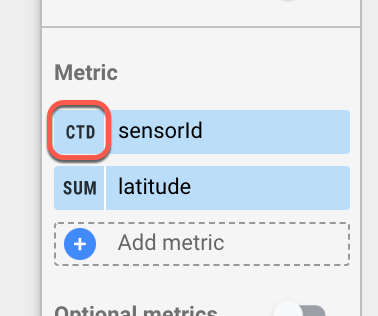 Metric
CTD sensorId
SUM latitude
Add metric
Optional metrics